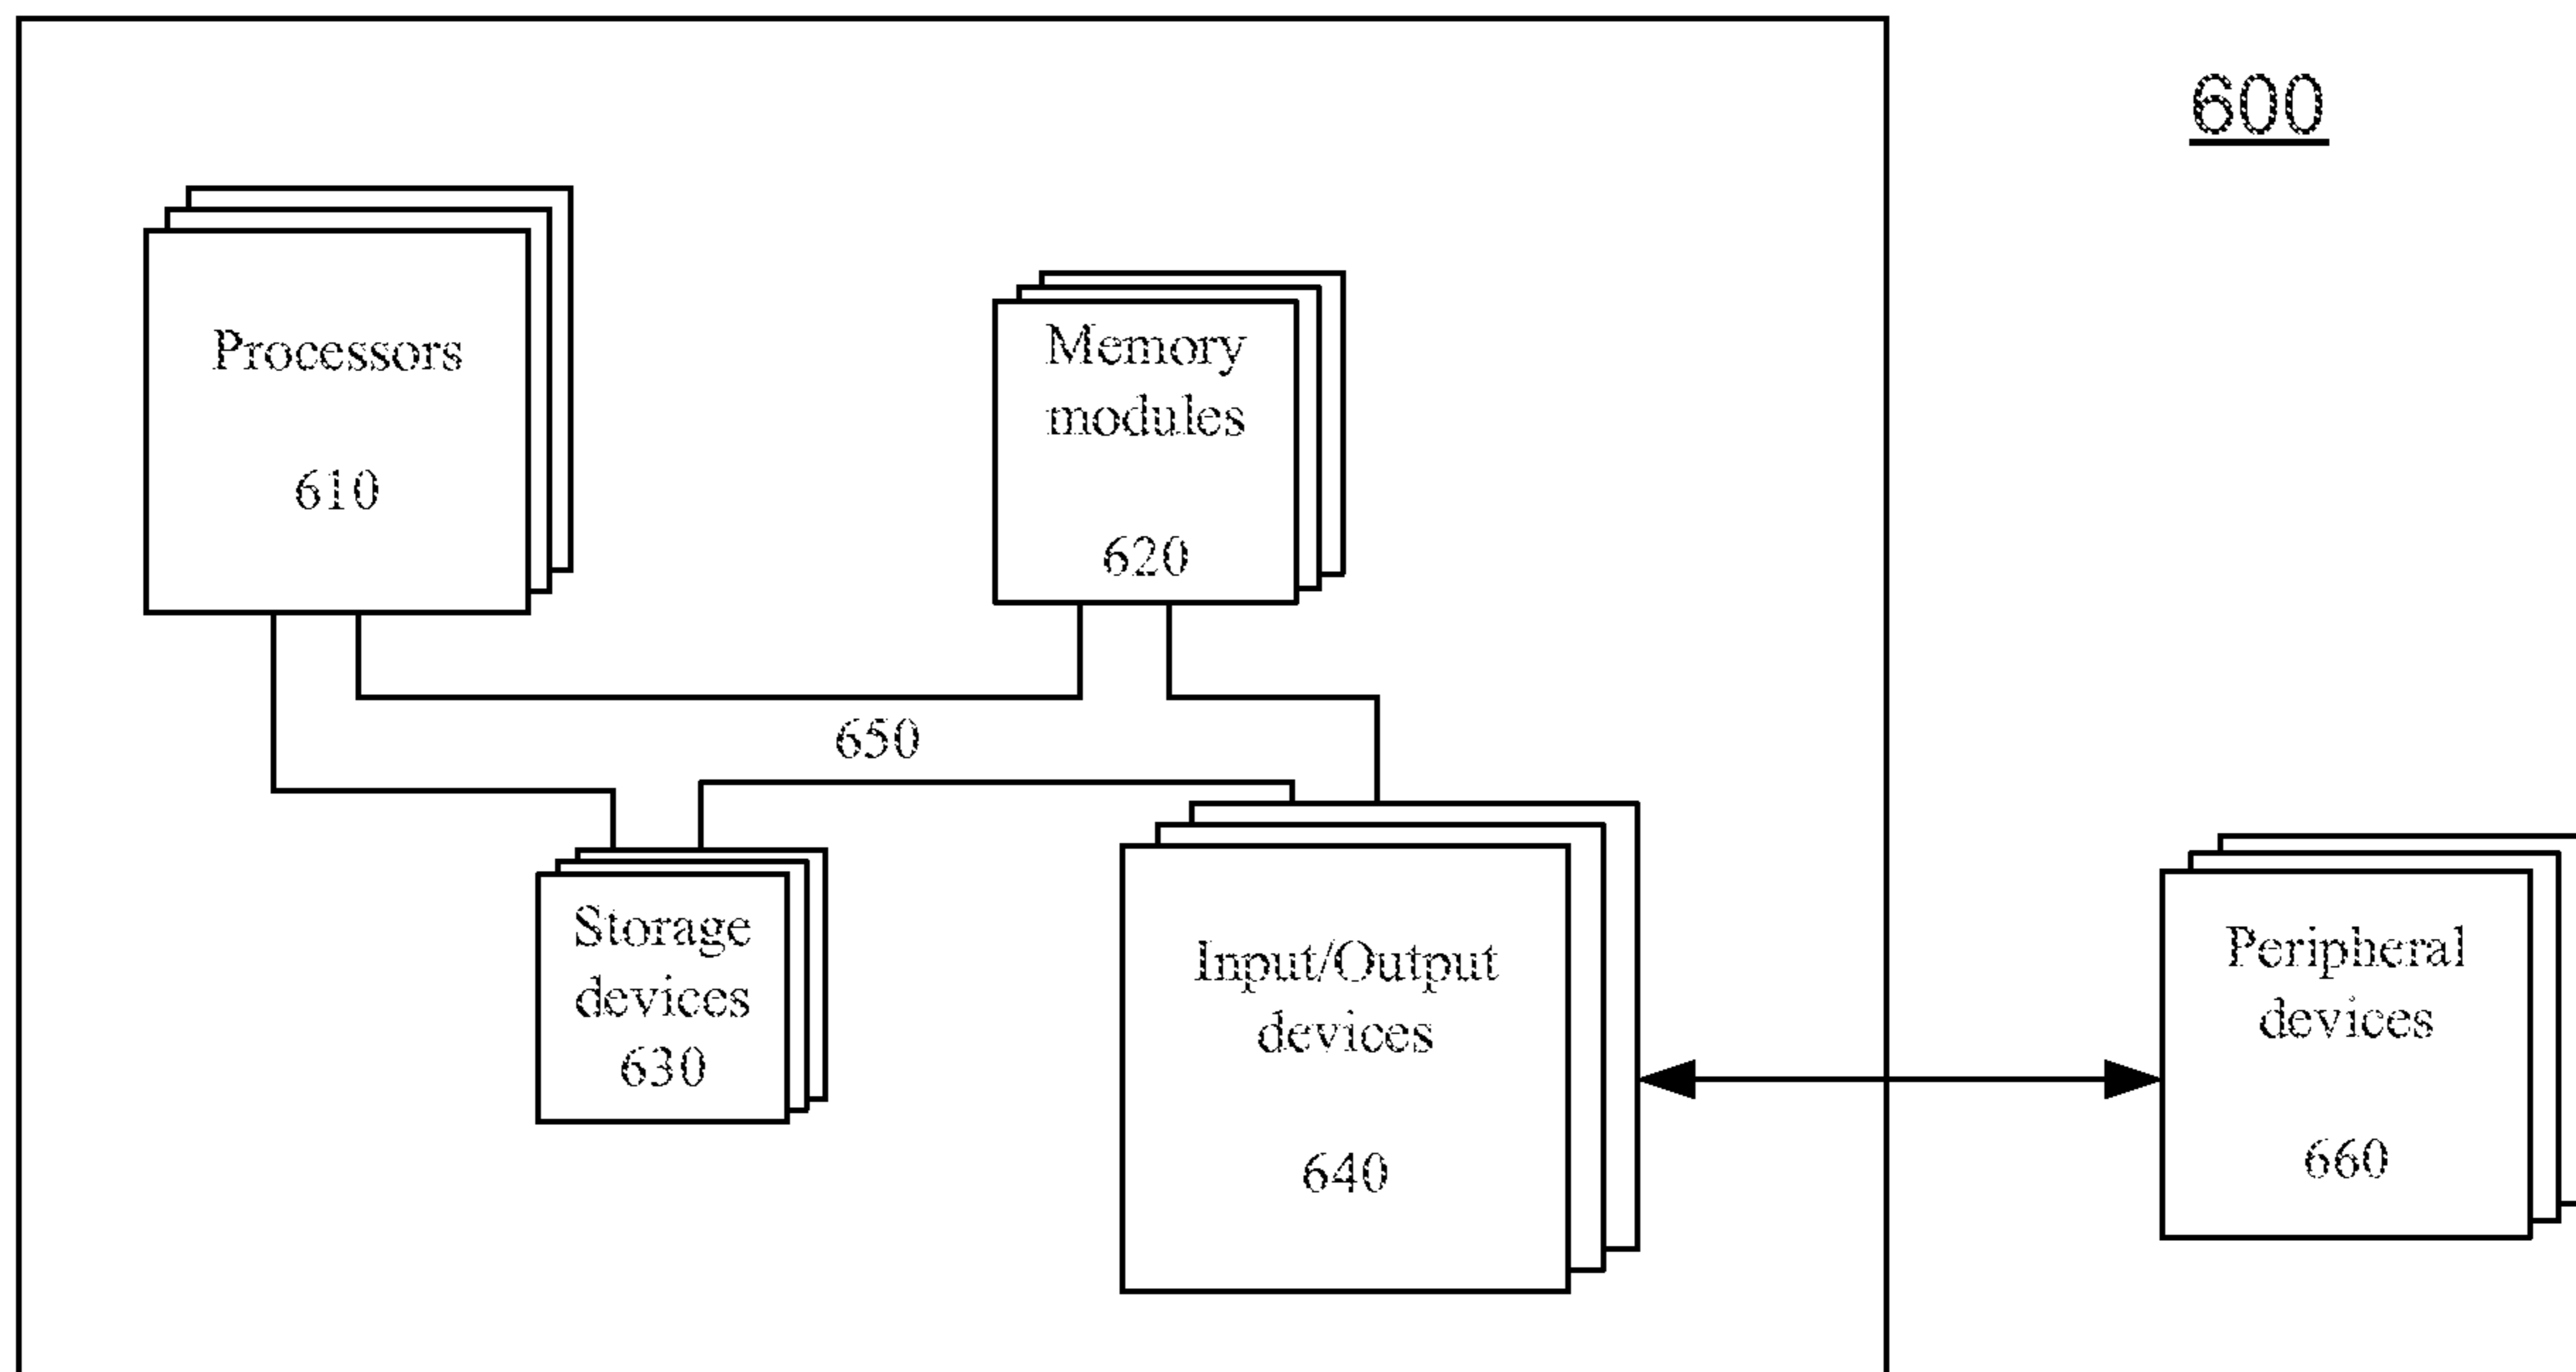 600
Processors
610
Memory
modules
620
650
Storage
devices
630
Input/Output
devices
640
Peripheral
devices
660